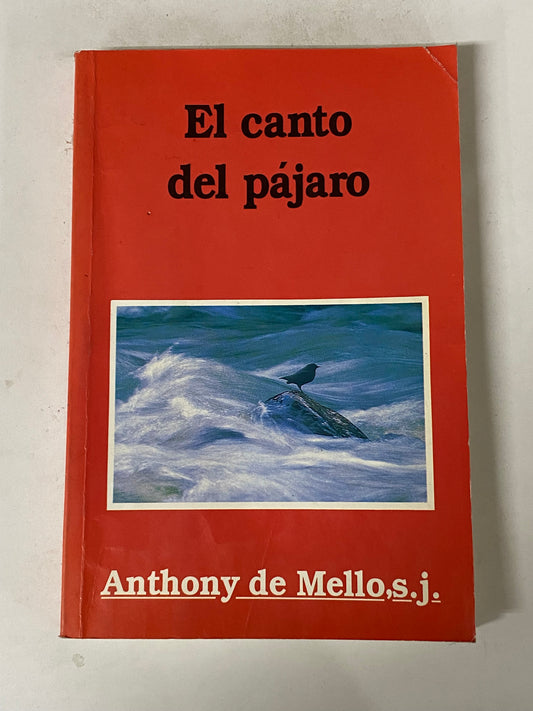 El canto
del pájaro
Anthony de Mello,s.j.